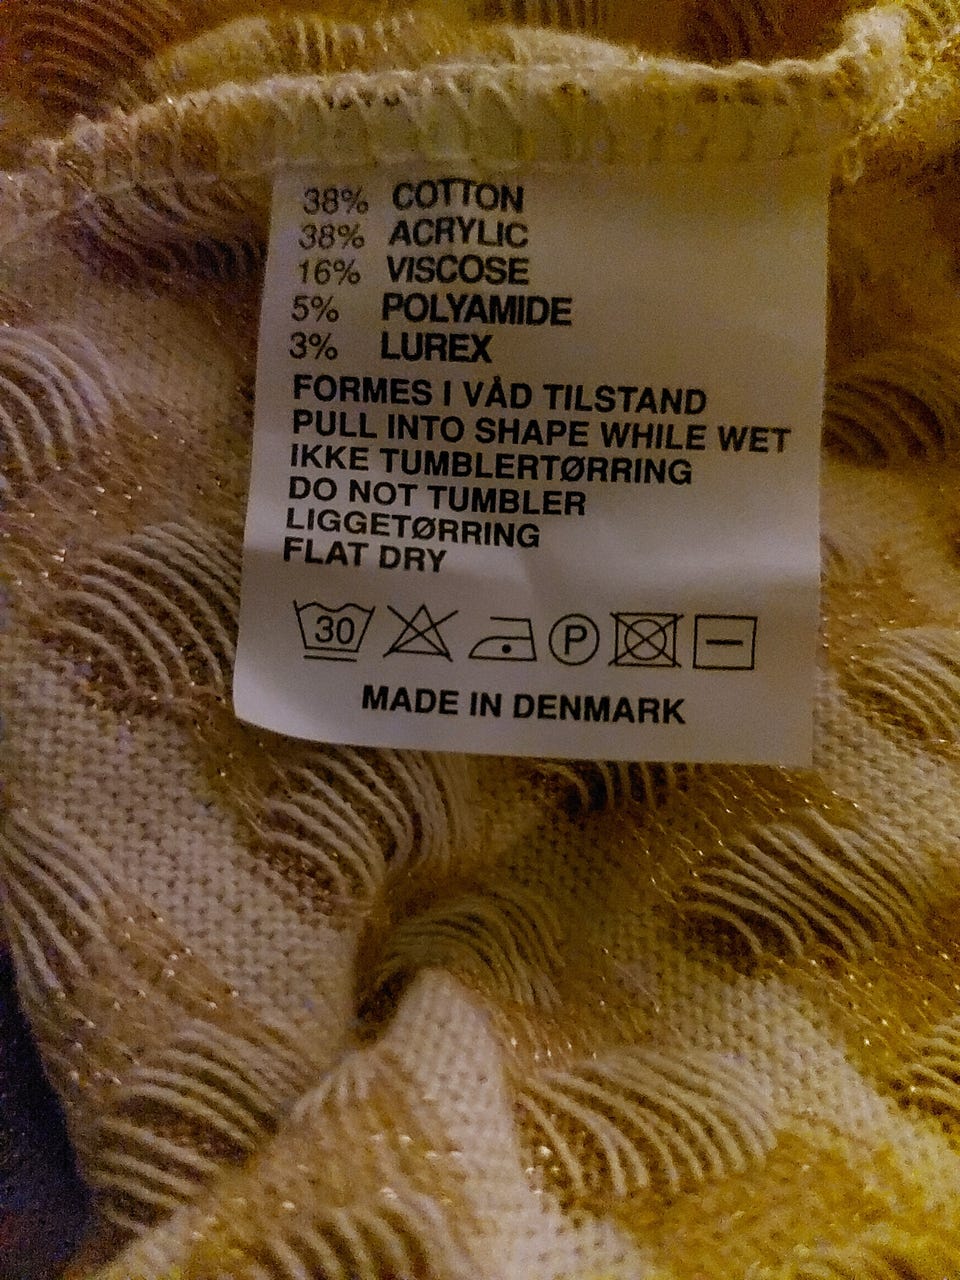 38% COTTON
38% ACRYLIC
16% VISCOSE
5% POLYAMIDE
3% LUREX
FORMES I VÅD TILSTAND
PULL INTO SHAPE WHILE WET
IKKE TUMBLERTØRRING
DO NOT TUMBLER
LIGGETØRRING
FLAT DRY
30 P
MADE IN DENMARK